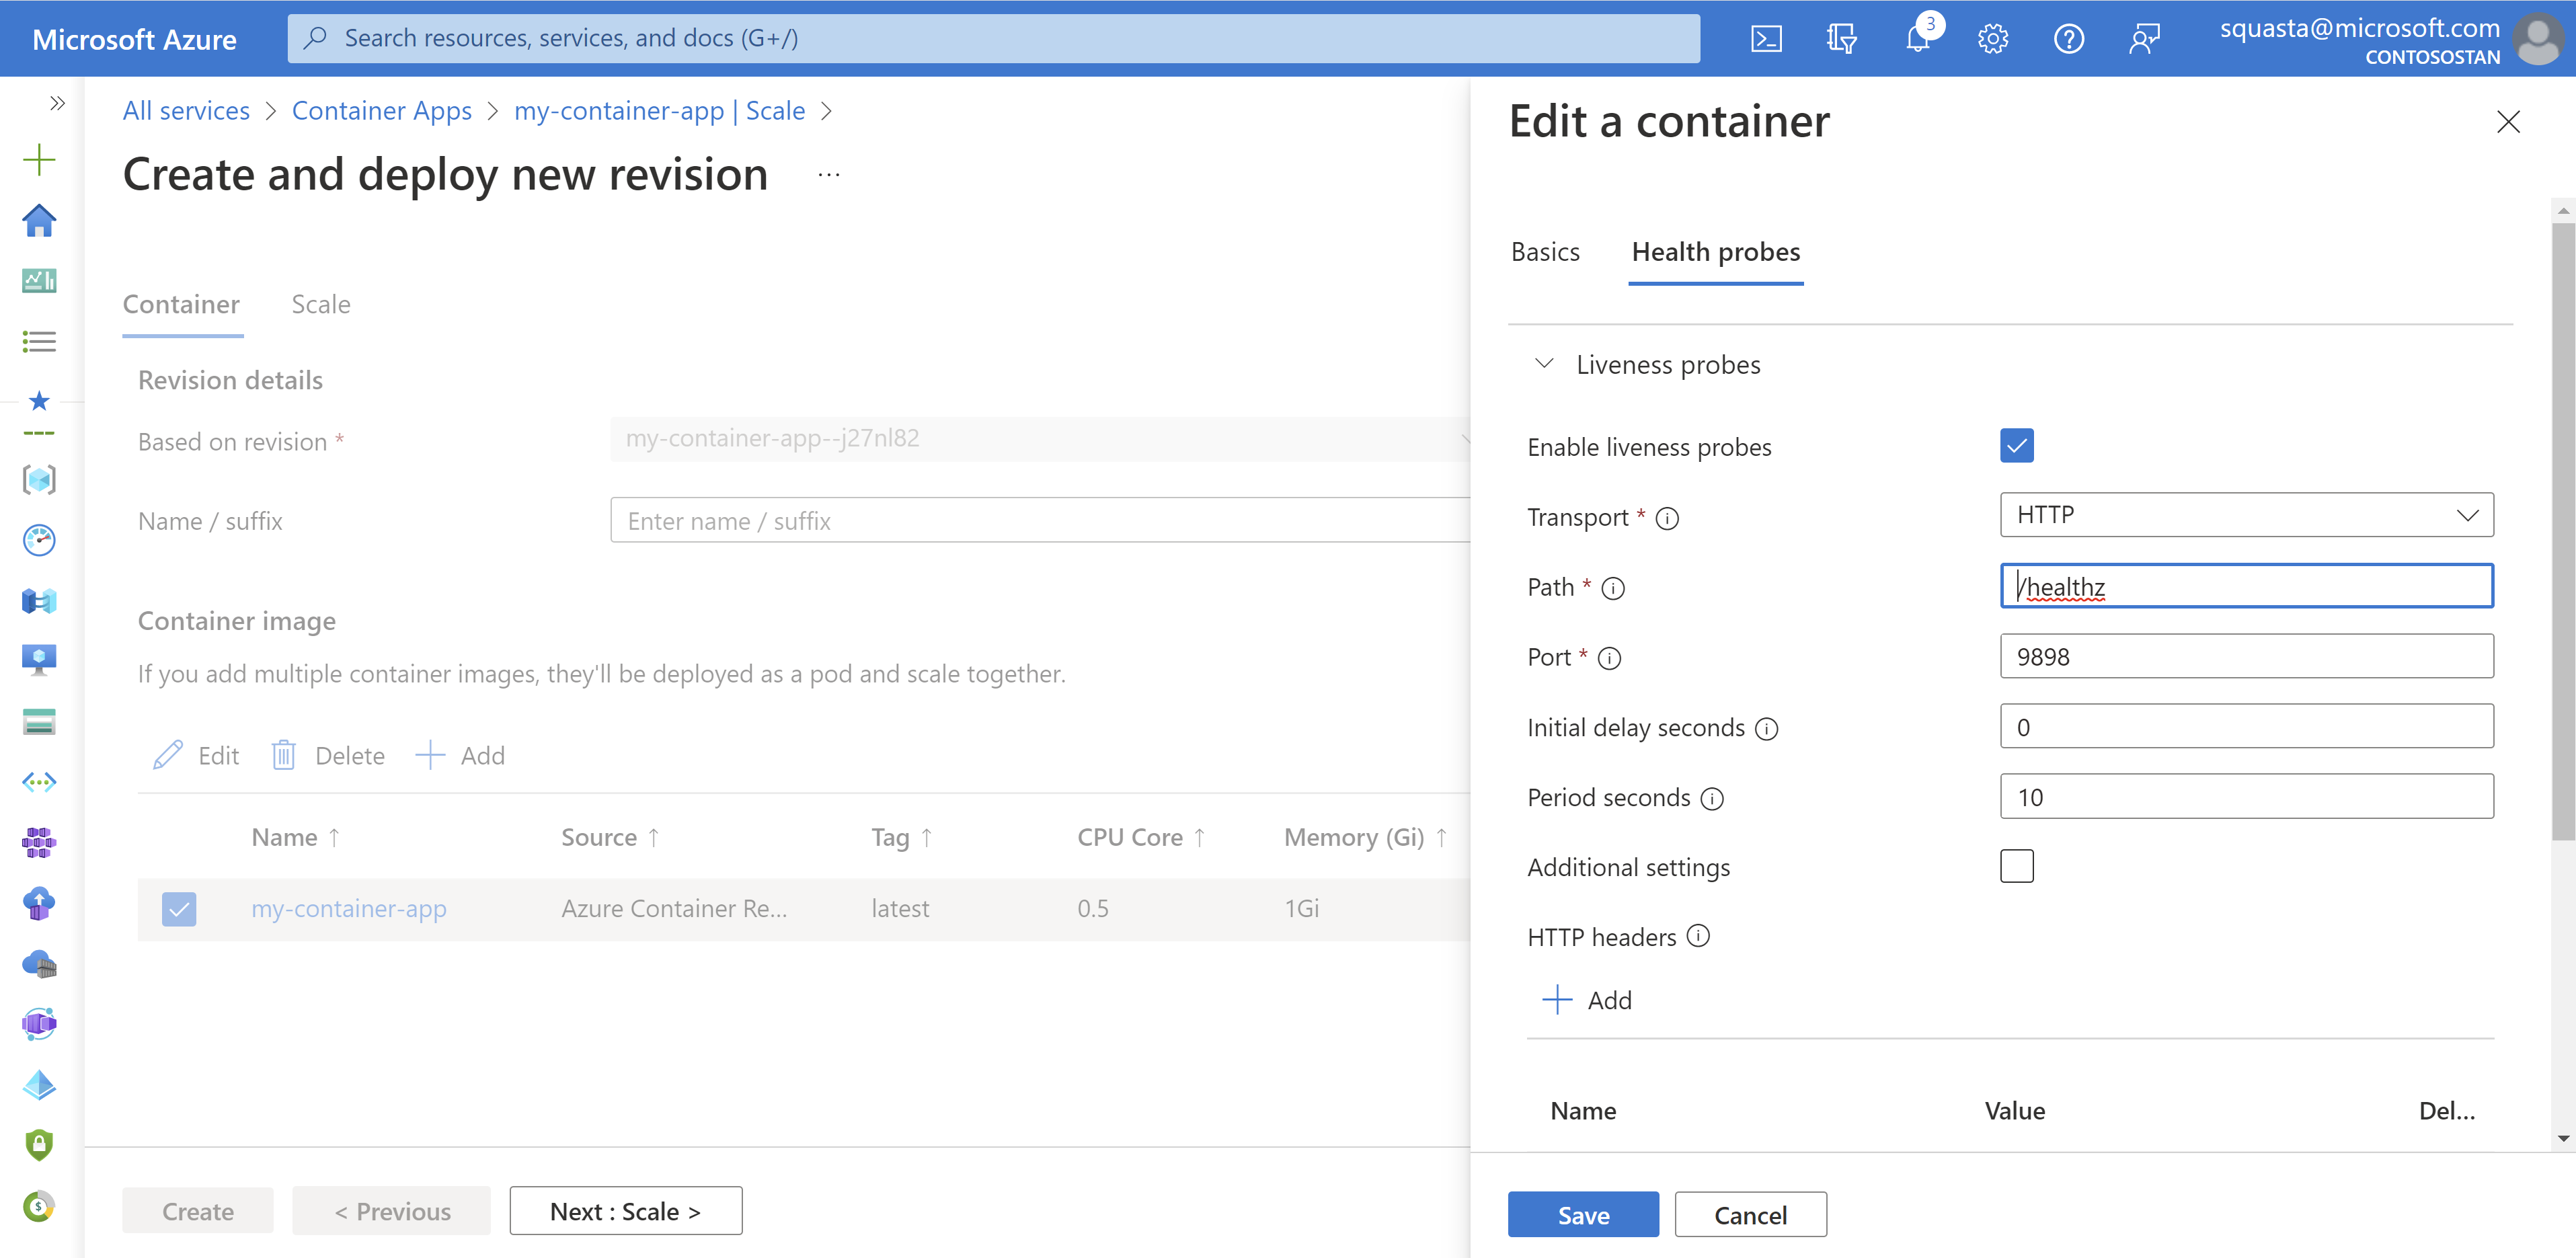 Microsoft Azure
Search resources, services, and docs (G+/)
3
squasta@microsoft.com
CONTOSOSTAN
All services > Container Apps > my-container-app | Scale >
Create and deploy new revision ...
Container Scale
Revision details
Based on revision *
my-container-app--j27nl82
Name / suffix
Enter name / suffix
Container image
If you add multiple container images, they'll be deployed as a pod and scale together.
Edit Delete + Add
Name ↑ Source ↑ Tag ↑ CPU Core ↑ Memory (Gi) ↑
my-container-app Azure Container Re... latest 0.5 1Gi
Create < Previous Next : Scale >
Edit a container
Basics Health probes
Liveness probes
Enable liveness probes
Transport * HTTP
Path * /healthz
Port * 9898
Initial delay seconds 0
Period seconds 10
Additional settings
HTTP headers
+ Add
Name Value Del...
Save Cancel